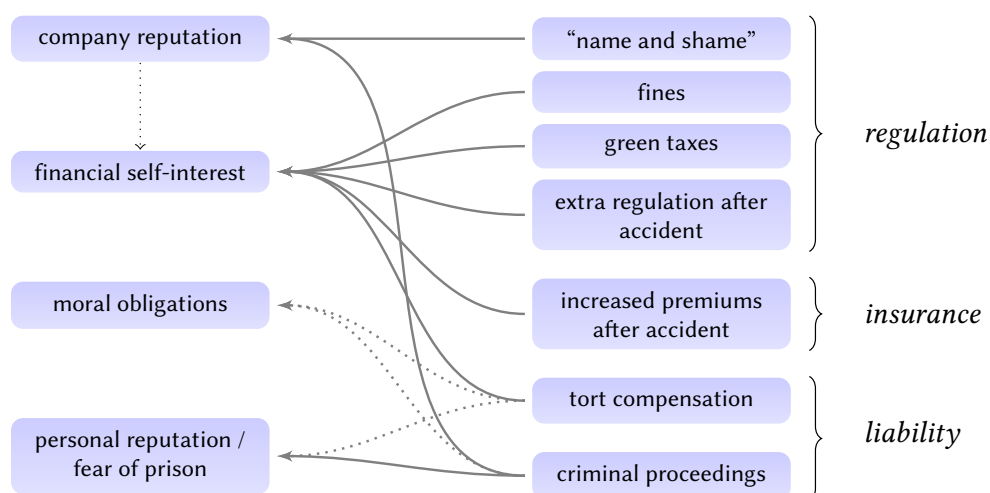 company reputation
financial self-interest
moral obligations
personal reputation /
fear of prison
“name and shame”
fines
green taxes
extra regulation after
accident
increased premiums
after accident
tort compensation
criminal proceedings
regulation
insurance
liability